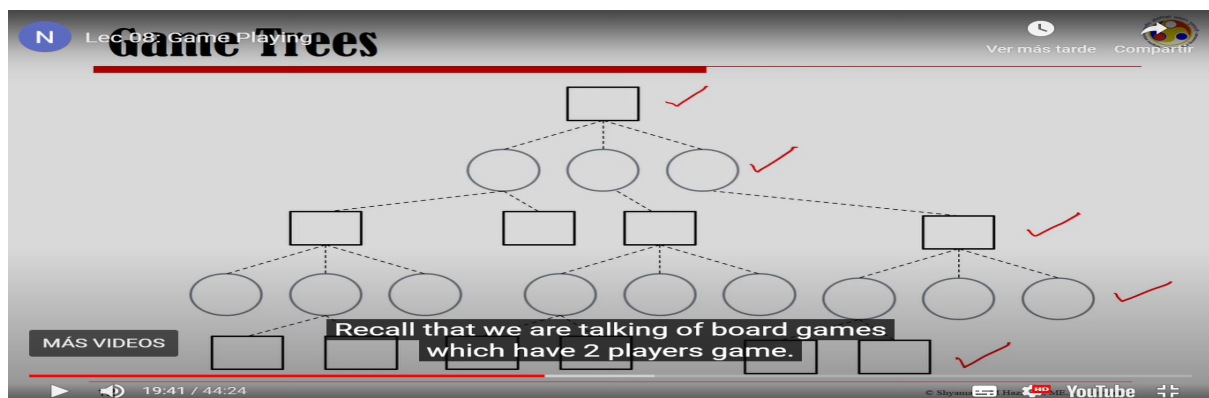 N
Lec 08: Game Playing
Game Trees
Ver más tarde
Compartir
Recall that we are talking of board games
which have 2 players game.
MÁS VIDEOS
19:41 / 44:24
HD
YouTube